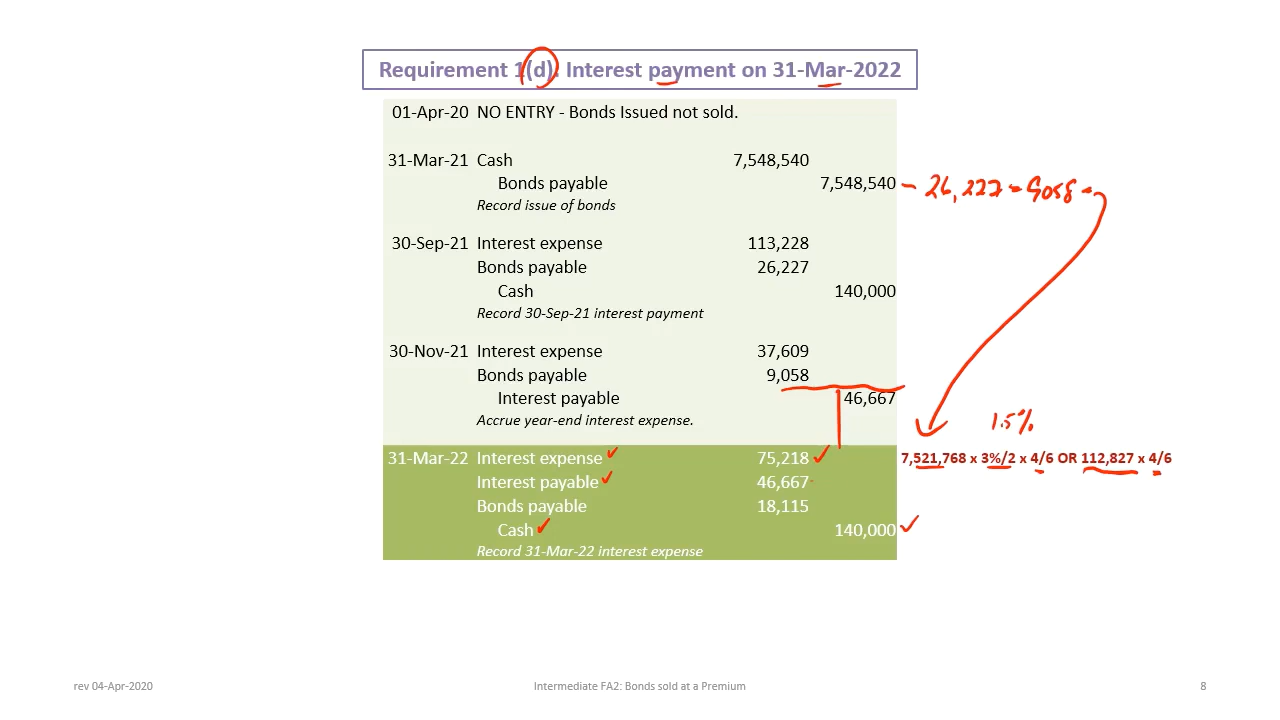 Requirement 1(d). Interest payment on 31-Mar-2022
01-Apr-20 NO ENTRY - Bonds Issued not sold.
31-Mar-21 Cash 7,548,540
Bonds payable 7,548,540 - 26,227 - 9058
Record issue of bonds
30-Sep-21 Interest expense 113,228
Bonds payable 26,227
Cash 140,000
Record 30-Sep-21 interest payment
30-Nov-21 Interest expense 37,609
Bonds payable 9,058
Interest payable 46,667
Accrue year-end interest expense.
1.5%
31-Mar-22 Interest expense 75,218 7,521,768 x 3%/2 x 4/6 OR 112,827 x 4/6
Interest payable 46,667
Bonds payable 18,115
Cash 140,000
Record 31-Mar-22 interest expense
rev 04-Apr-2020 Intermediate FA2: Bonds sold at a Premium 8